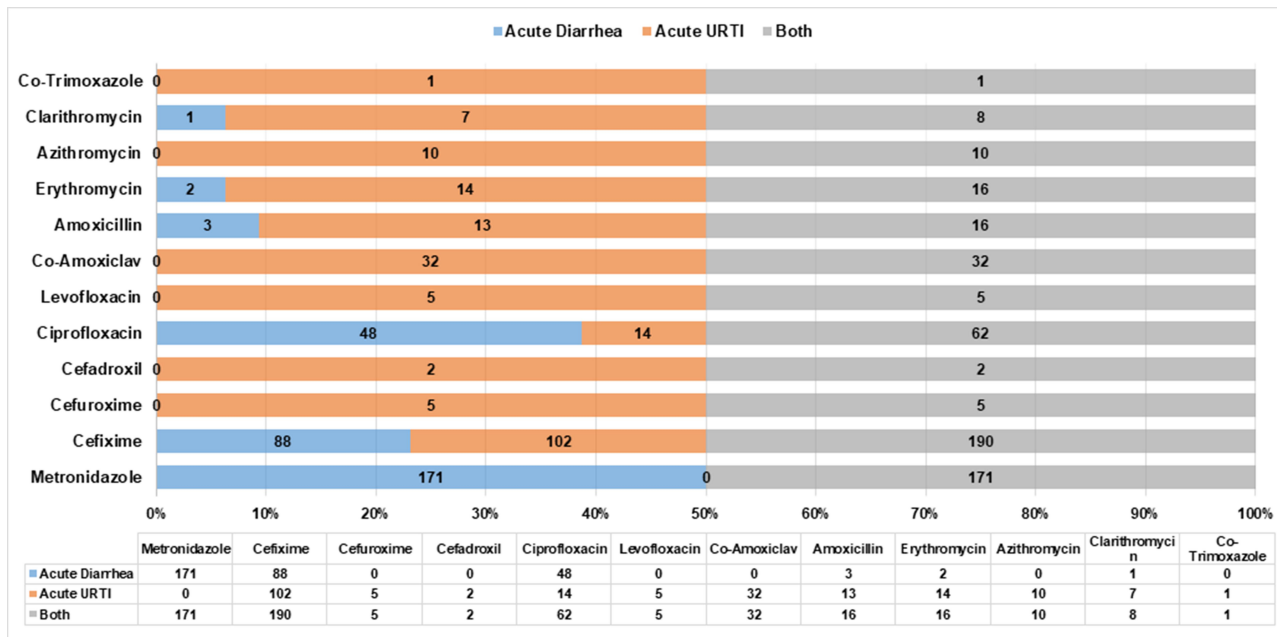 Acute Diarrhea Acute URTI Both
Co-Trimoxazole 0 1 1
Clarithromycin 1 7 8
Azithromycin 0 10 10
Erythromycin 2 14 16
Amoxicillin 3 13 16
Co-Amoxiclav 0 32 32
Levofloxacin 0 5 5
Ciprofloxacin 48 14 62
Cefadroxil 0 2 2
Cefuroxime 0 5 5
Cefixime 88 102 190
Metronidazole 171 0 171
0% 10% 20% 30% 40% 50% 60% 70% 80% 90% 100%
Metronidazole Cefixime Cefuroxime Cefadroxil Ciprofloxacin Levofloxacin Co-Amoxiclav Amoxicillin Erythromycin Azithromycin Clarithromyci Co-
n Trimoxazole
Acute Diarrhea 171 88 0 0 48 0 0 3 2 0 1 0
Acute URTI 0 102 5 2 14 5 32 13 14 10 7 1
Both 171 190 5 2 62 5 32 16 16 10 8 1